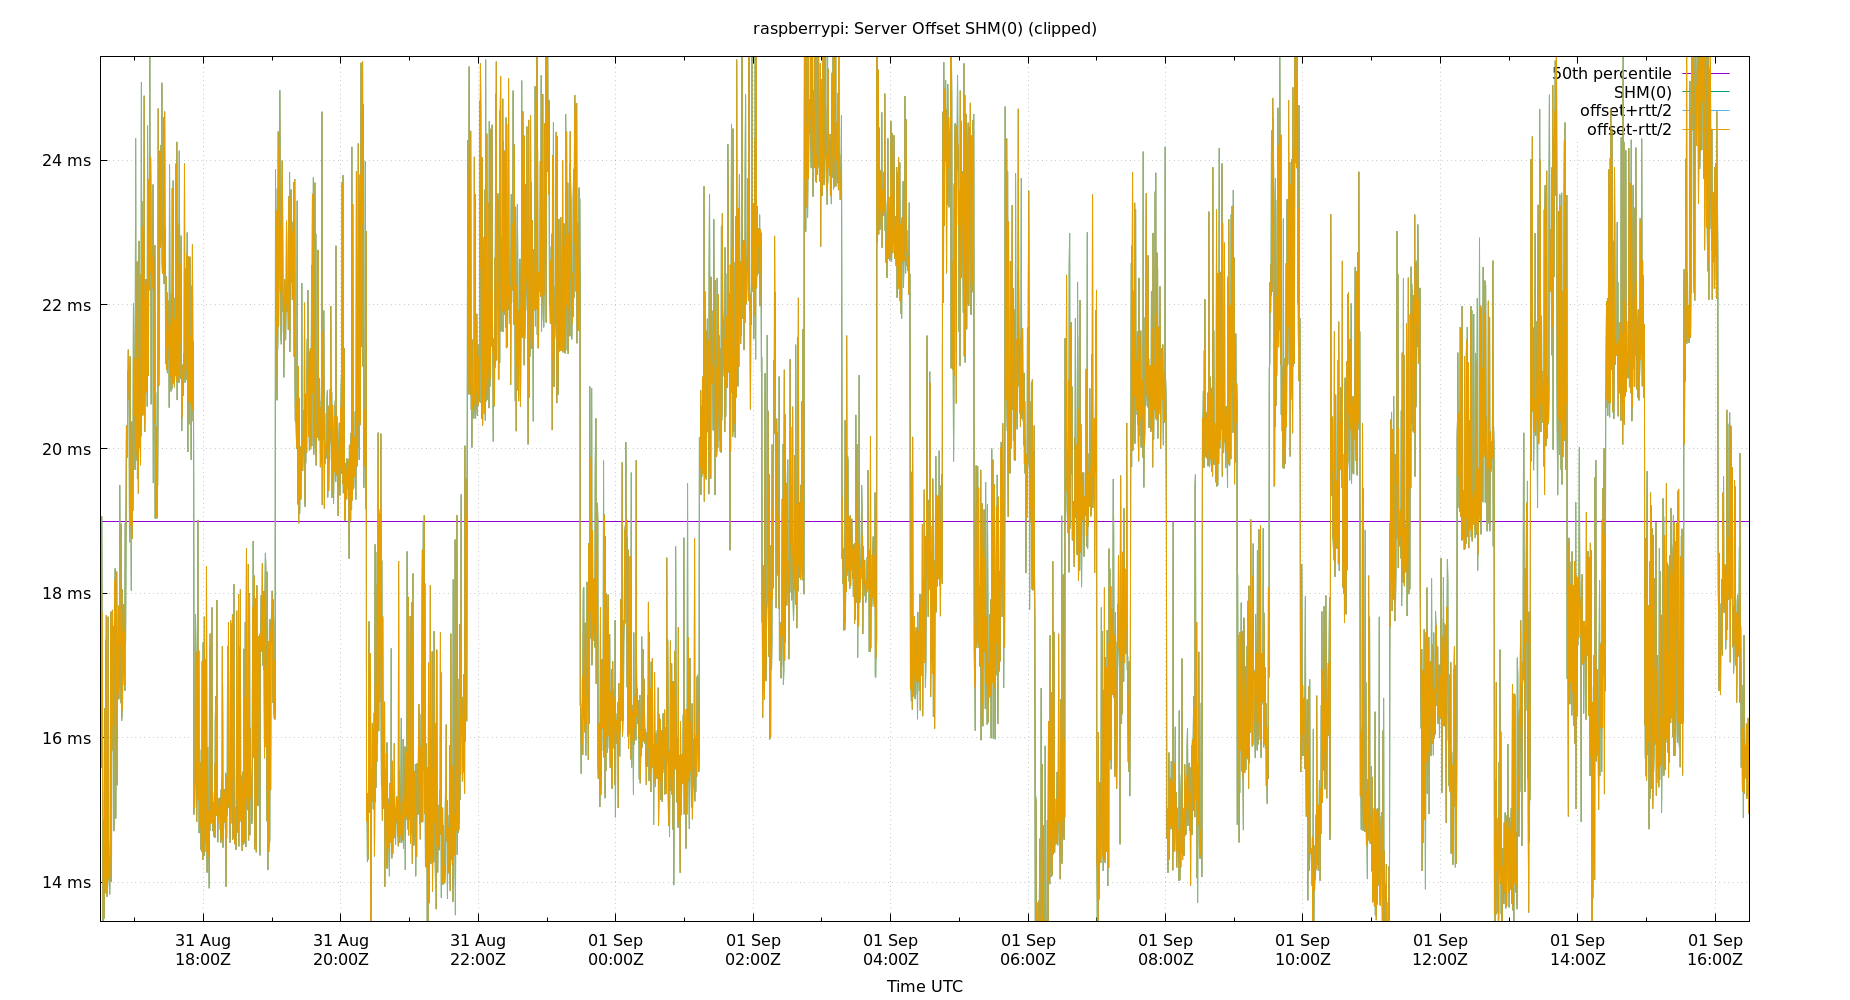 raspberrypi: Server Offset SHM(0) (clipped)
50th percentile
SHM(0)
offset+rtt/2
offset-rtt/2
24 ms
22 ms
20 ms
18 ms
16 ms
14 ms
31 Aug 31 Aug 31 Aug 01 Sep 01 Sep 01 Sep 01 Sep 01 Sep 01 Sep 01 Sep 01 Sep 01 Sep
18:00Z 20:00Z 22:00Z 00:00Z 02:00Z 04:00Z 06:00Z 08:00Z 10:00Z 12:00Z 14:00Z 16:00Z
Time UTC